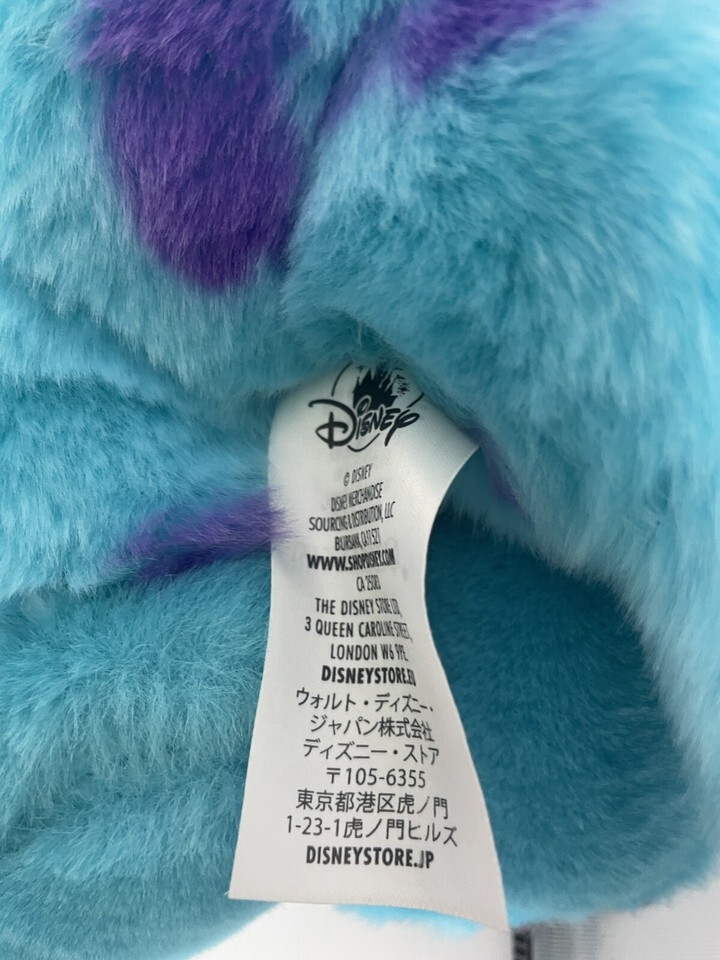 Disney
© DISNEY
DISNEY MERCHANDISE
SOURCING & DISTRIBUTION, LLC
BURBANK, CA 91521
WWW.SHOPDISNEY.COM
CA 25083
THE DISNEY STORE LTD,
3 QUEEN CAROLINE STREET,
LONDON W6 9PE
DISNEYSTORE.EU
ウォルト・ディズニー・
ジャパン株式会社
ディズニー・ストア
〒105-6355
東京都港区虎ノ門
1-23-1虎ノ門ヒルズ
DISNEYSTORE.JP